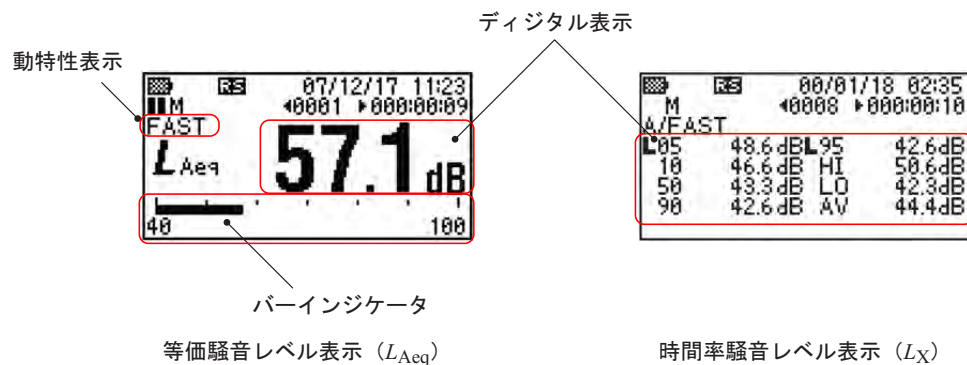 ディジタル表示
動特性表示
RS 07/12/17 11:23
M ◀0001 ▶000:00:09
FAST
LAeq 57.1 dB
40 100
RS 00/01/18 02:35
M ◀0008 ▶000:00:10
A/FAST
L05 48.6dB L95 42.6dB
10 46.6dB HI 50.6dB
50 43.3dB LO 42.3dB
90 42.6dB AV 44.4dB
バーインジケータ
等価騒音レベル表示（LAeq）
時間率騒音レベル表示（LX）